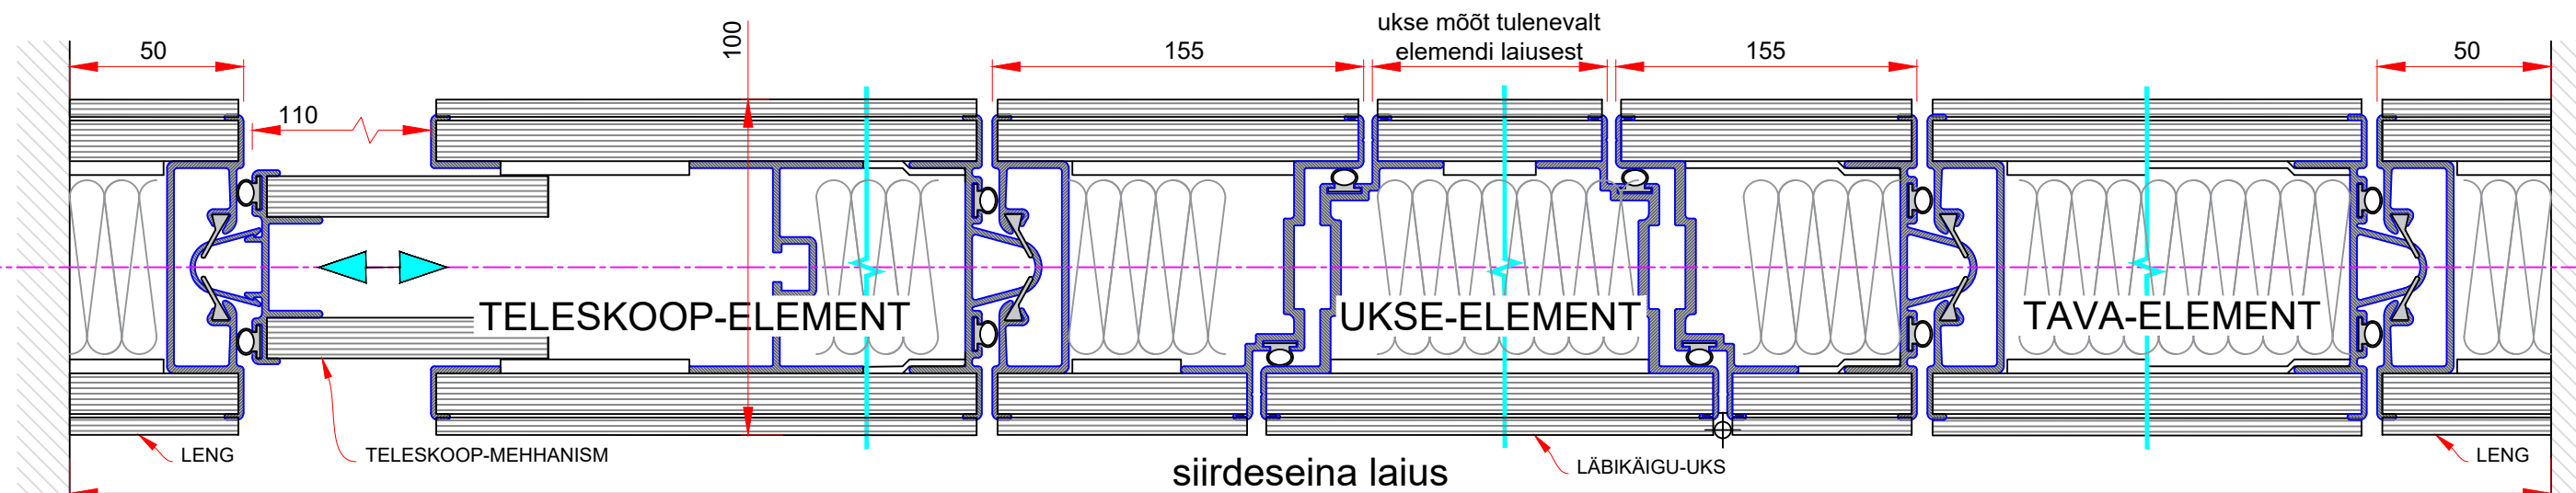 ukse mõõt tulenevalt
elemendi laiusest
50
100
155
155
50
110
TELESKOOP-ELEMENT
UKSE-ELEMENT
TAVA-ELEMENT
LENG
TELESKOOP-MEHHANISM
LÄBIKÄIGU-UKS
LENG
siirdeseina laius